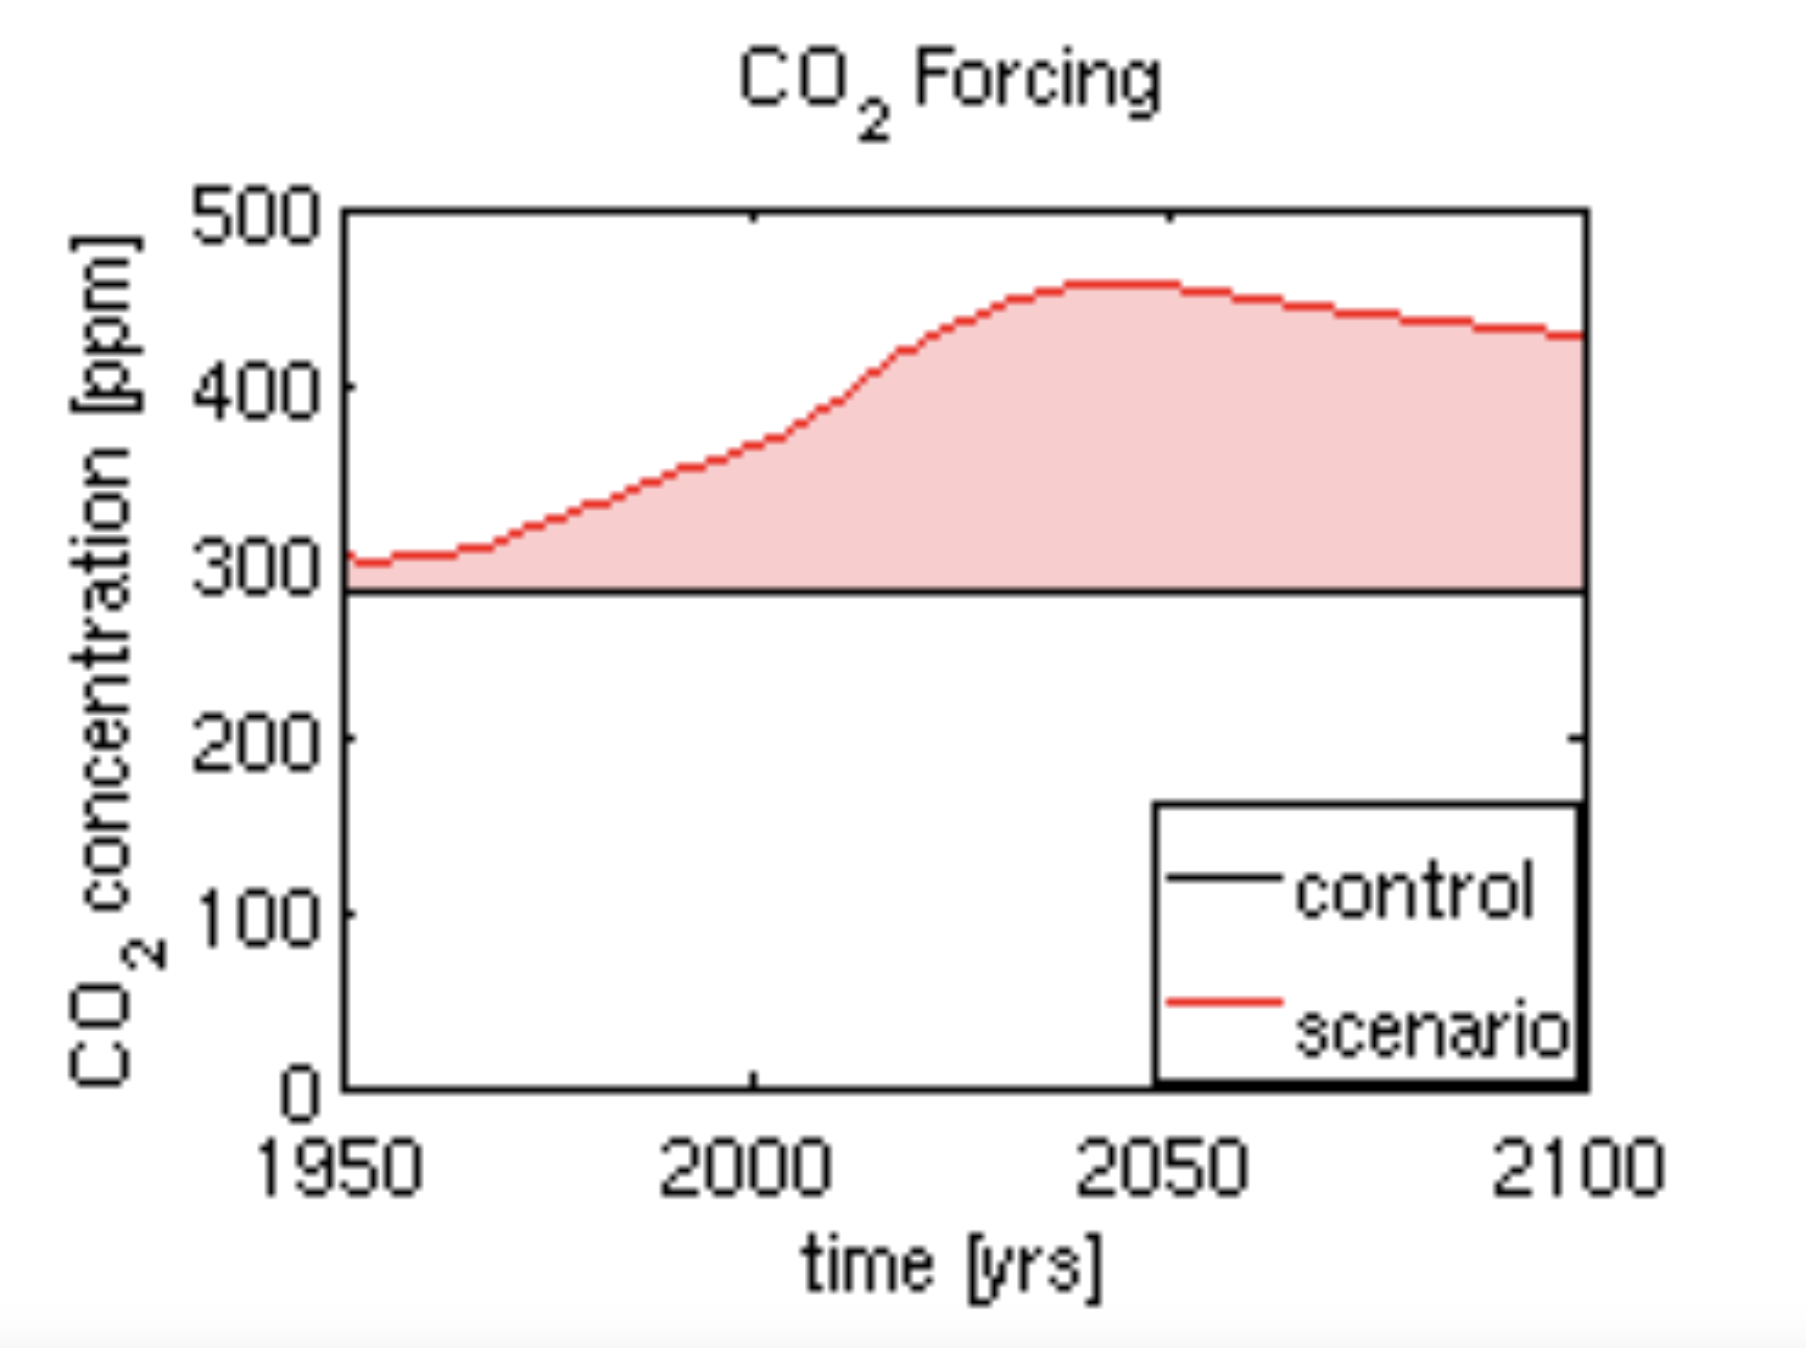 CO₂ Forcing
500
400
300
200
100
0
CO₂ concentration [ppm]
control
scenario
1950 2000 2050 2100
time [yrs]